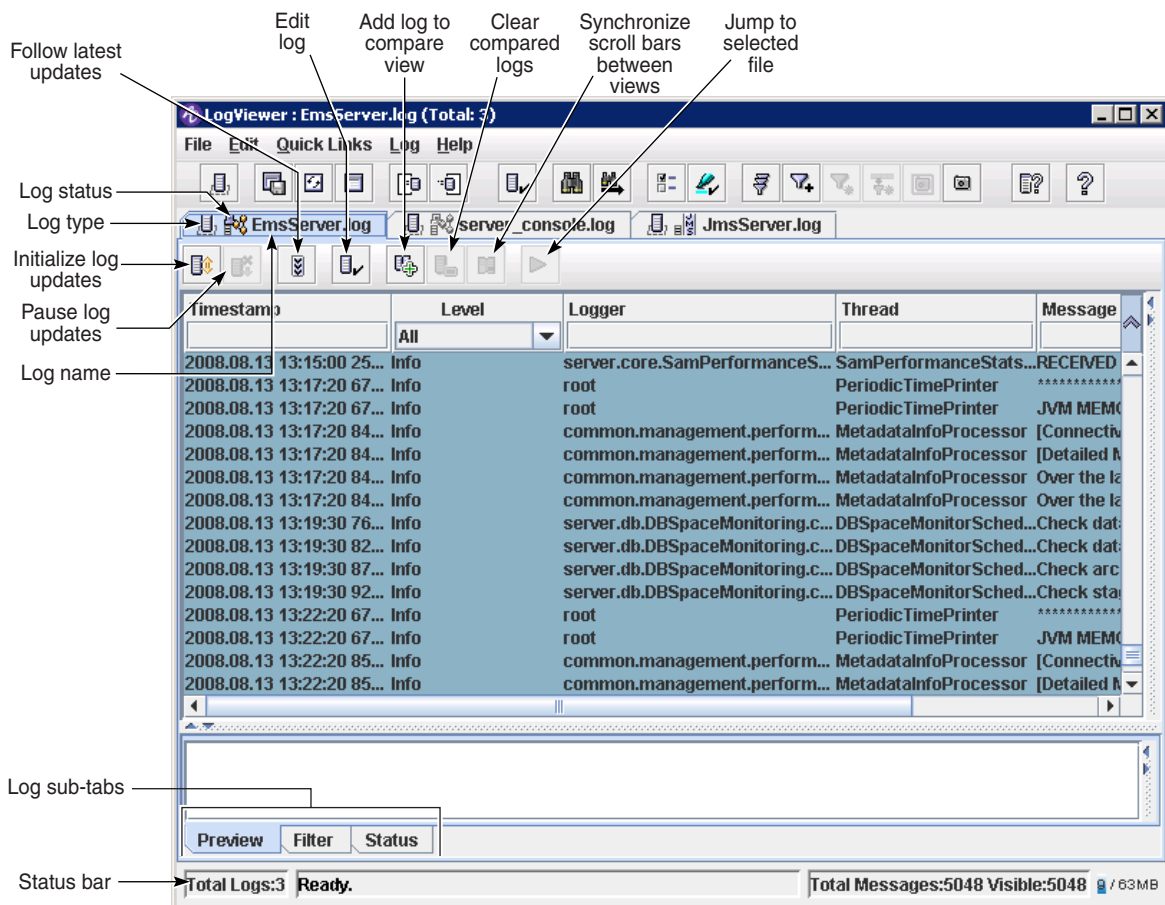 Edit
log
Add log to
compare
view
Clear
compared
logs
Synchronize
scroll bars
between
views
Jump to
selected
file
Follow latest
updates
LogViewer : EmsServer.log (Total: 3)
File Edit Quick Links Log Help
Log status
Log type
EmsServer.log server_console.log JmsServer.log
Initialize log
updates
Pause log
updates
Log name
Timestamp Level Logger Thread Message
All
2008.08.13 13:15:00 25... Info server.core.SamPerformanceS... SamPerformanceStats...RECEIVED
2008.08.13 13:17:20 67... Info root PeriodicTimePrinter ************
2008.08.13 13:17:20 67... Info root PeriodicTimePrinter JVM MEMO
2008.08.13 13:17:20 84... Info common.management.perform... MetadataInfoProcessor [Connectiv
2008.08.13 13:17:20 84... Info common.management.perform... MetadataInfoProcessor [Detailed M
2008.08.13 13:17:20 84... Info common.management.perform... MetadataInfoProcessor Over the la
2008.08.13 13:17:20 84... Info common.management.perform... MetadataInfoProcessor Over the la
2008.08.13 13:19:30 76... Info server.db.DBSpaceMonitoring.c... DBSpaceMonitorSched...Check dat
2008.08.13 13:19:30 82... Info server.db.DBSpaceMonitoring.c... DBSpaceMonitorSched...Check dat
2008.08.13 13:19:30 87... Info server.db.DBSpaceMonitoring.c... DBSpaceMonitorSched...Check arc
2008.08.13 13:19:30 92... Info server.db.DBSpaceMonitoring.c... DBSpaceMonitorSched...Check sta
2008.08.13 13:22:20 67... Info root PeriodicTimePrinter ************
2008.08.13 13:22:20 67... Info root PeriodicTimePrinter JVM MEMO
2008.08.13 13:22:20 85... Info common.management.perform... MetadataInfoProcessor [Connectiv
2008.08.13 13:22:20 85... Info common.management.perform... MetadataInfoProcessor [Detailed M
Log sub-tabs
Preview Filter Status
Status bar
Total Logs:3 Ready. Total Messages:5048 Visible:5048 / 63MB